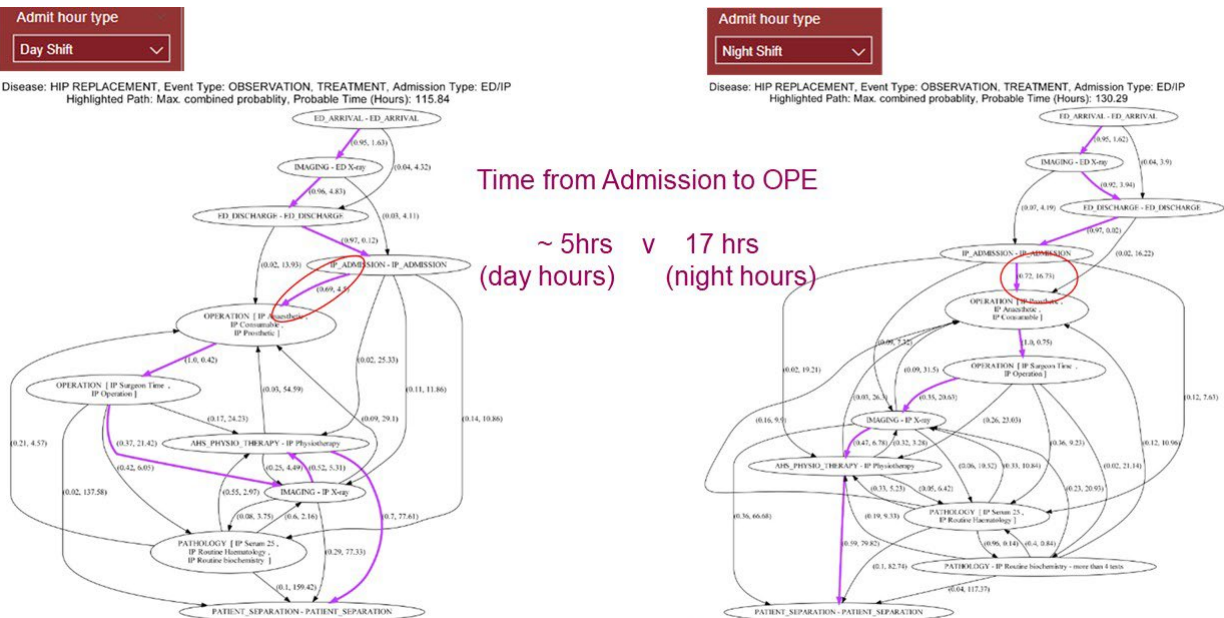 Admit hour type
Day Shift
Disease: HIP REPLACEMENT, Event Type: OBSERVATION, TREATMENT, Admission Type: ED/IP
Highlighted Path: Max. combined probablity, Probable Time (Hours): 115.84
ED_ARRIVAL - ED_ARRIVAL
(0.95, 1.63)
(0.04, 4.32)
IMAGING - ED X-ray
(0.96, 4.83)
ED_DISCHARGE - ED_DISCHARGE
(0.03, 4.11)
(0.97, 0.12)
(0.02, 13.93)
IP_ADMISSION - IP_ADMISSION
(0.69, 4.5)
OPERATION [ IP Anaesthetic ,
IP Consumable ,
IP Prosthetic ]
(1.0, 0.42)
(0.02, 25.33)
OPERATION [ IP Surgeon Time ,
IP Operation ]
(0.03, 54.59)
(0.11, 11.86)
(0.17, 24.23)
(0.09, 29.1)
(0.14, 10.86)
(0.21, 4.57)
(0.37, 21.42)
AHS_PHYSIO_THERAPY - IP Physiotherapy
(0.42, 6.05)
(0.25, 4.49)
(0.52, 5.31)
(0.02, 137.58)
(0.55, 2.97)
IMAGING - IP X-ray
(0.7, 77.61)
(0.08, 3.75)
(0.6, 2.16)
PATHOLOGY [ IP Serum 25 ,
IP Routine Haematology ,
IP Routine biochemistry ]
(0.29, 77.33)
(0.1, 159.42)
PATIENT_SEPARATION - PATIENT_SEPARATION
Time from Admission to OPE
~ 5hrs v 17 hrs
(day hours) (night hours)
Admit hour type
Night Shift
Disease: HIP REPLACEMENT, Event Type: OBSERVATION, TREATMENT, Admission Type: ED/IP
Highlighted Path: Max. combined probablity, Probable Time (Hours): 130.29
ED_ARRIVAL - ED_ARRIVAL
(0.95, 1.62)
(0.04, 3.9)
IMAGING - ED X-ray
(0.92, 3.94)
(0.07, 4.19)
ED_DISCHARGE - ED_DISCHARGE
(0.97, 0.02)
IP_ADMISSION - IP_ADMISSION
(0.02, 16.22)
(0.72, 16.73)
OPERATION [ IP Prosthetic ,
IP Anaesthetic ,
IP Consumable ]
(1.0, 0.75)
(0.02, 19.21)
(0.09, 31.5)
OPERATION [ IP Surgeon Time ,
IP Operation ]
(0.12, 7.63)
(0.20.63)
(0.26, 23.03)
IMAGING - IP X-ray
(0.47, 6.78)
(0.32, 3.28)
(0.36, 9.23)
(0.12, 10.96)
AHS_PHYSIO_THERAPY - IP Physiotherapy
(0.06, 10.32)
(0.33, 10.84)
(0.02, 21.14)
(0.33, 5.23)
(0.05, 6.42)
(0.23, 20.93)
(0.36, 66.68)
(0.19, 9.33)
PATHOLOGY [ IP Serum 25 ,
IP Routine Haematology ]
(0.59, 79.82)
(0.96, 0.14)
(0.4, 0.84)
(0.1, 82.74)
PATHOLOGY - IP Routine biochemistry - more than 4 tests
(0.04, 117.37)
PATIENT_SEPARATION - PATIENT_SEPARATION